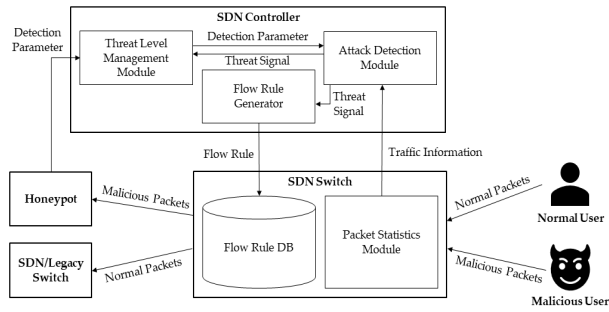 SDN Controller
Detection
Parameter
Threat Level
Management
Module
Detection Parameter
Threat Signal
Attack Detection
Module
Flow Rule
Generator
Threat
Signal
Flow Rule
Traffic Information
Honeypot
Malicious Packets
SDN Switch
Normal Packets
Normal User
Flow Rule DB
Packet Statistics
Module
SDN/Legacy
Switch
Normal Packets
Malicious Packets
Malicious User